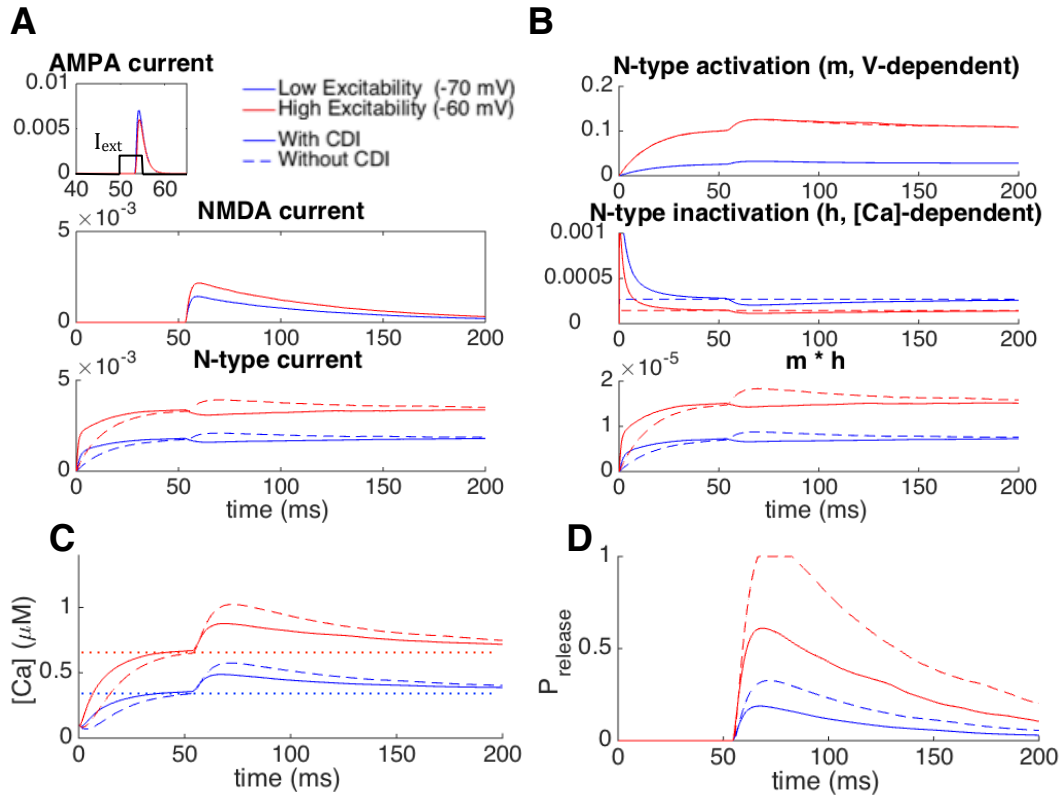 A
AMPA current
0.01
0.005
0
I_ext
40 50 60
Low Excitability (-70 mV)
High Excitability (-60 mV)
With CDI
Without CDI
NMDA current
× 10^-3
5
0
0 50 100 150 200
N-type current
× 10^-3
5
0
0 50 100 150 200
time (ms)
B
N-type activation (m, V-dependent)
0.2
0.1
0
0 50 100 150 200
N-type inactivation (h, [Ca]-dependent)
0.001
0.0005
0
0 50 100 150 200
m * h
× 10^-5
2
1
0
0 50 100 150 200
time (ms)
C
[Ca] (μM)
1
0.5
0
0 50 100 150 200
time (ms)
D
P release
1
0.5
0
0 50 100 150 200
time (ms)